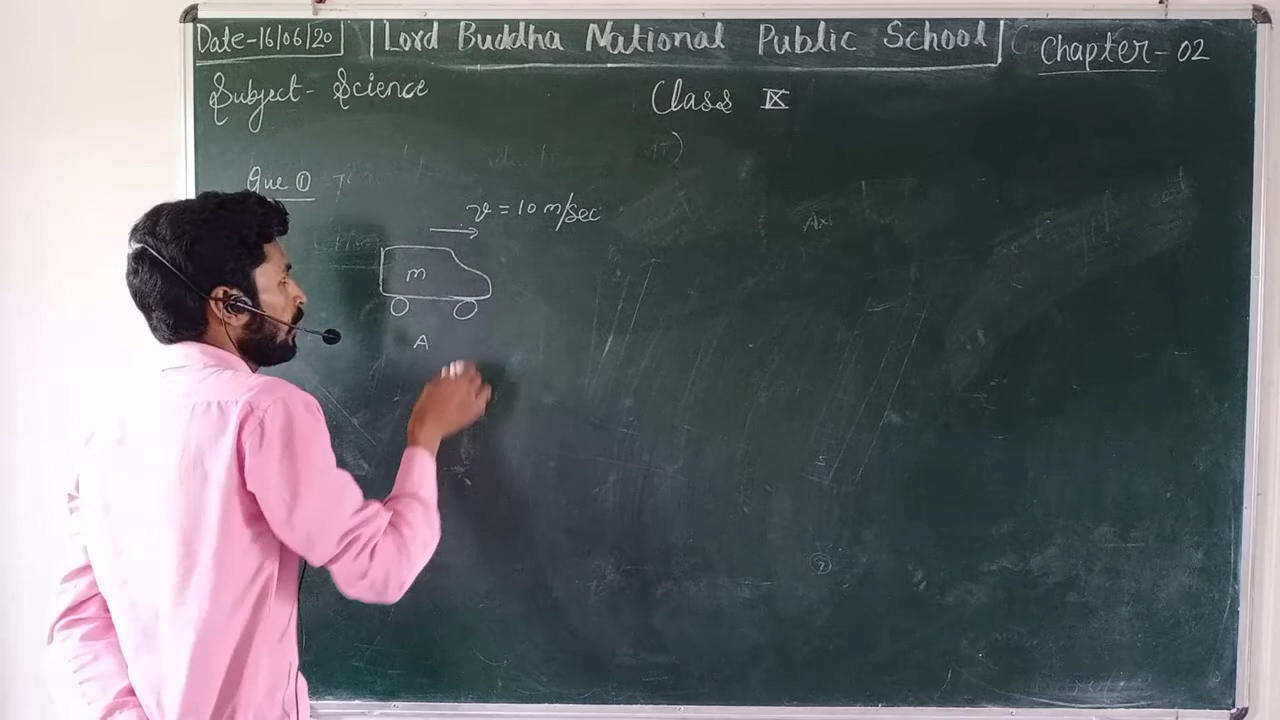 Date-16/06/20 Lord Buddha National Public School Chapter-02
Subject- Science Class IX
Que ①
v = 10 m/sec
m
A